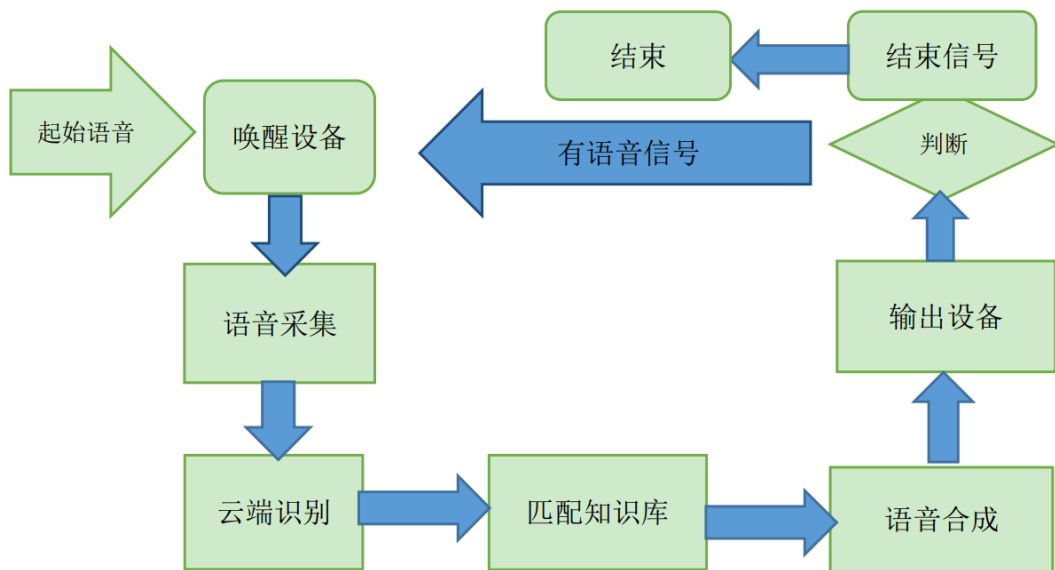 结束
结束信号
起始语音
唤醒设备
有语音信号
判断
语音采集
输出设备
云端识别
匹配知识库
语音合成